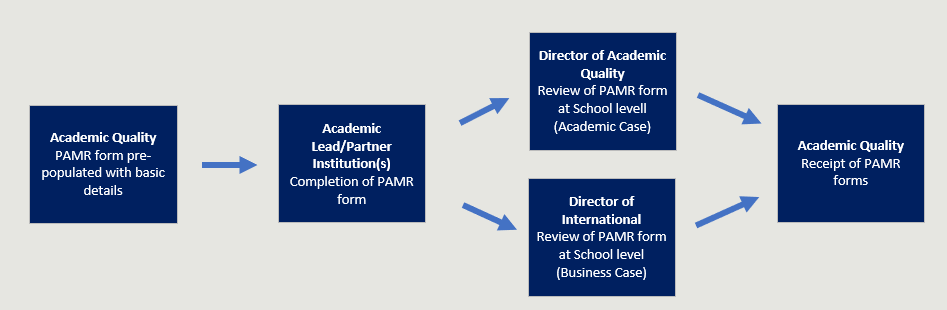 Academic Quality
PAMR form pre-
populated with basic
details
Academic
Lead/Partner
Institution(s)
Completion of PAMR
form
Director of Academic
Quality
Review of PAMR form
at School levell
(Academic Case)
Director of
International
Review of PAMR form
at School level
(Business Case)
Academic Quality
Receipt of PAMR
forms